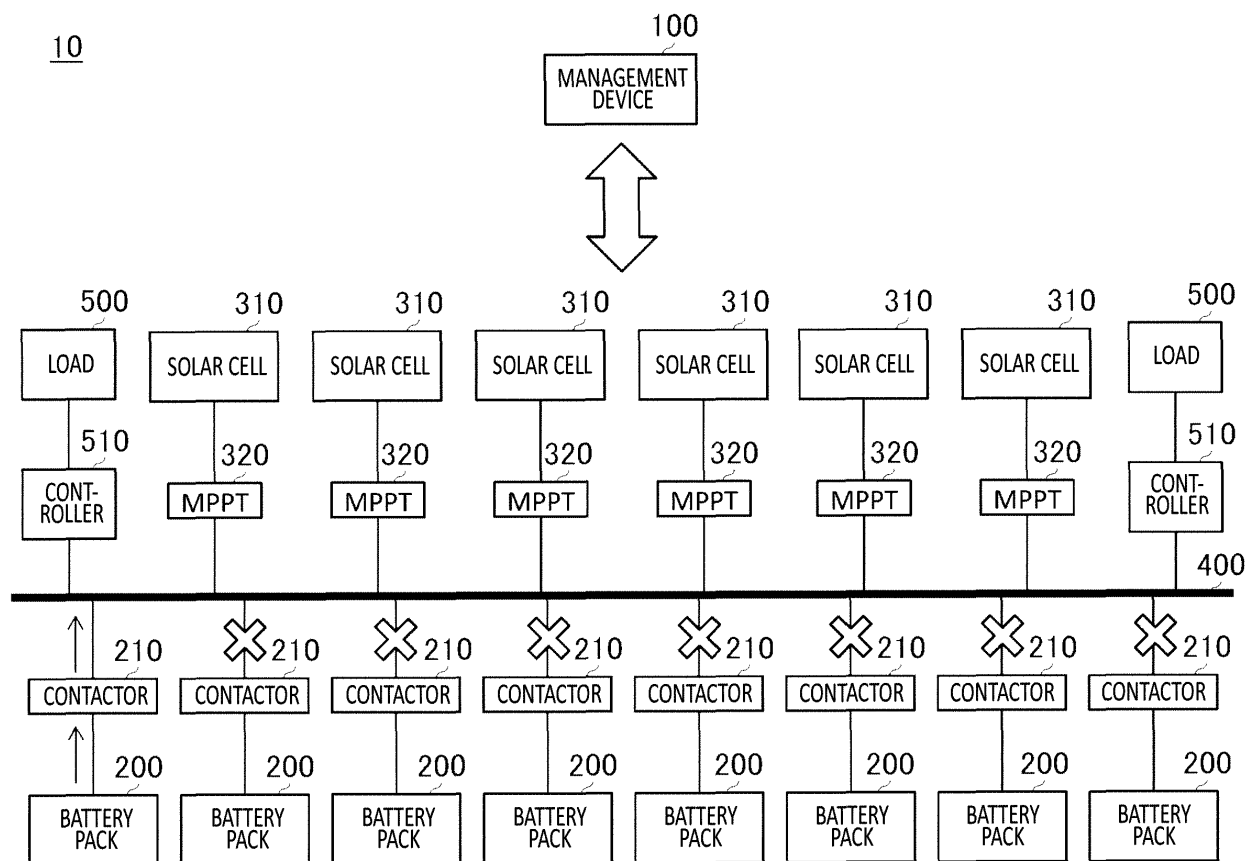 10
100
MANAGEMENT
DEVICE
500 310 310 310 310 310 310 500
LOAD SOLAR CELL SOLAR CELL SOLAR CELL SOLAR CELL SOLAR CELL SOLAR CELL LOAD
510 320 320 320 320 320 320 510
CONT-
ROLLER
MPPT MPPT MPPT MPPT MPPT MPPT
CONT-
ROLLER
400
210 210 210 210 210 210 210 210
CONTACTOR CONTACTOR CONTACTOR CONTACTOR CONTACTOR CONTACTOR CONTACTOR CONTACTOR
200 200 200 200 200 200 200 200
BATTERY BATTERY BATTERY BATTERY BATTERY BATTERY BATTERY BATTERY
PACK PACK PACK PACK PACK PACK PACK PACK